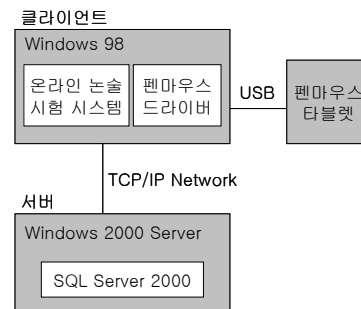 클라이언트
Windows 98
온라인 논술
시험 시스템
펜마우스
드라이버
USB
펜마우스
타블렛
TCP/IP Network
서버
Windows 2000 Server
SQL Server 2000